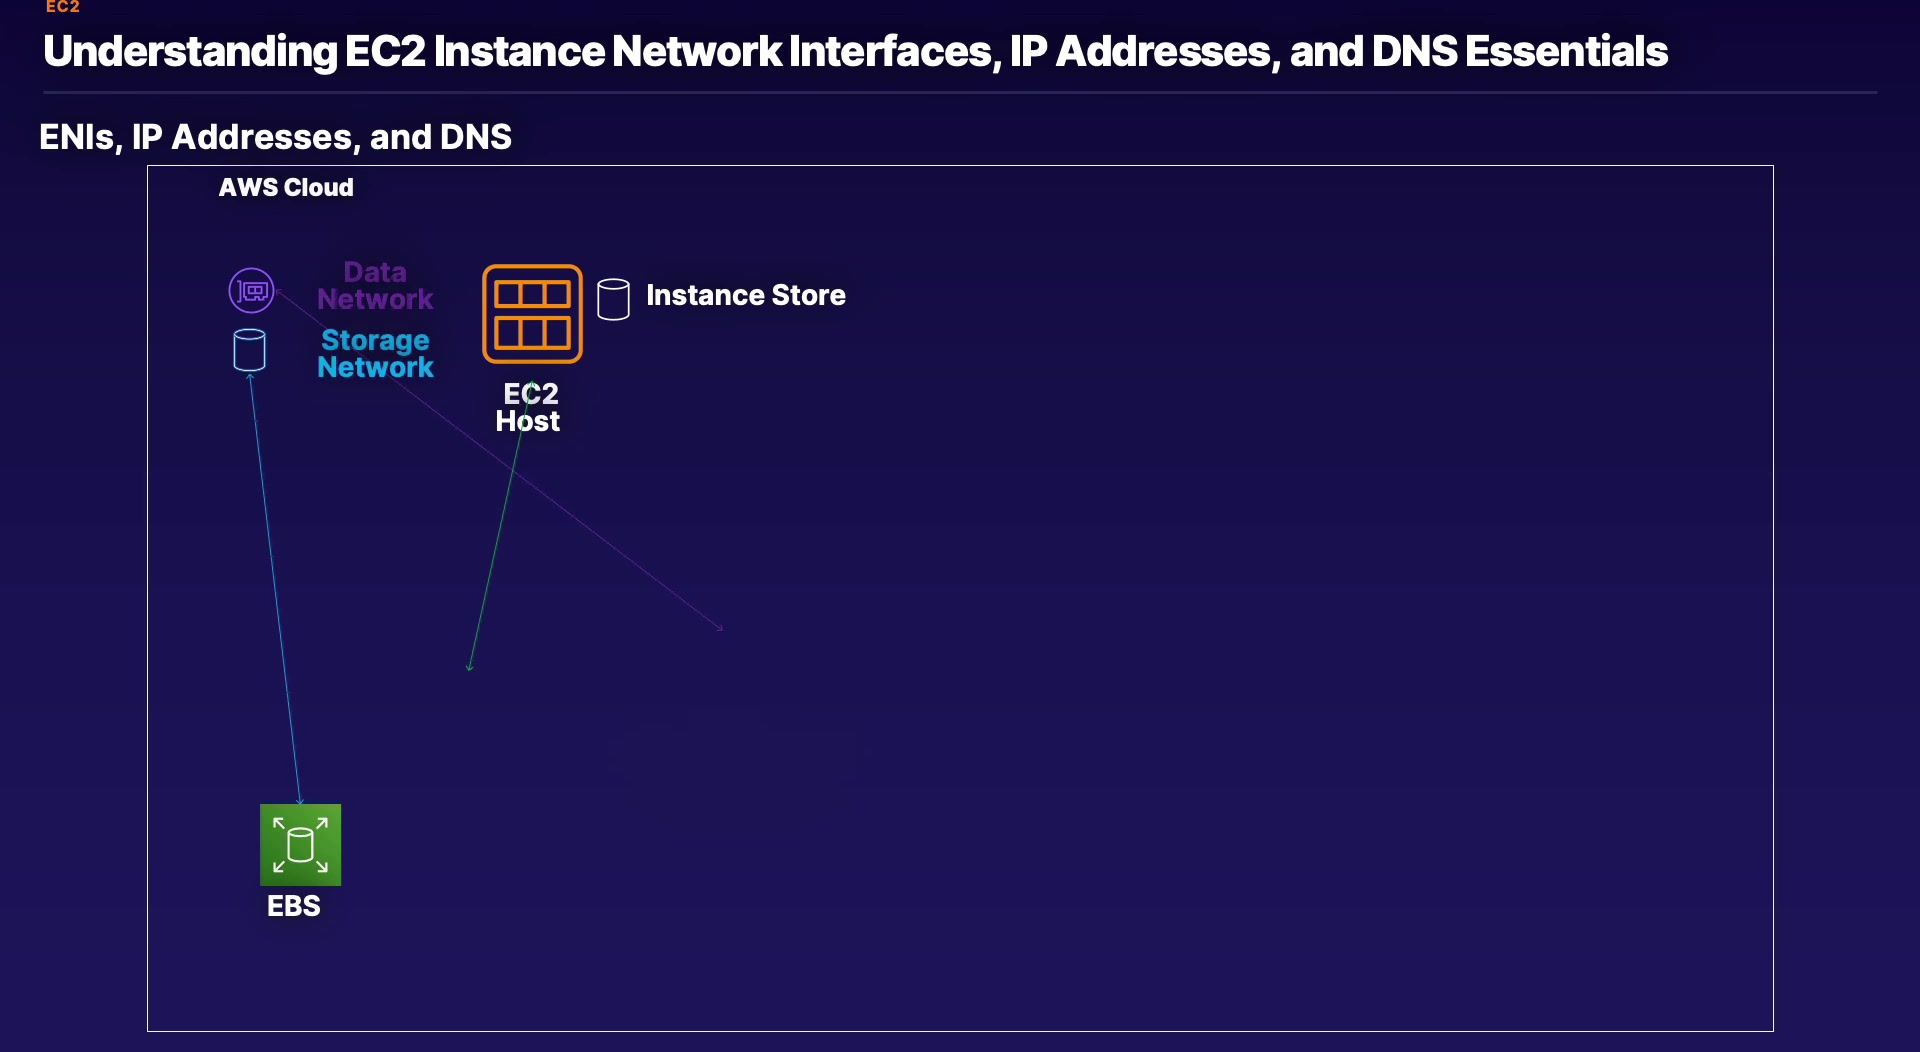 EC2
Understanding EC2 Instance Network Interfaces, IP Addresses, and DNS Essentials
ENIs, IP Addresses, and DNS
AWS Cloud
Data
Network
Storage
Network
Instance Store
EC2
Host
EBS